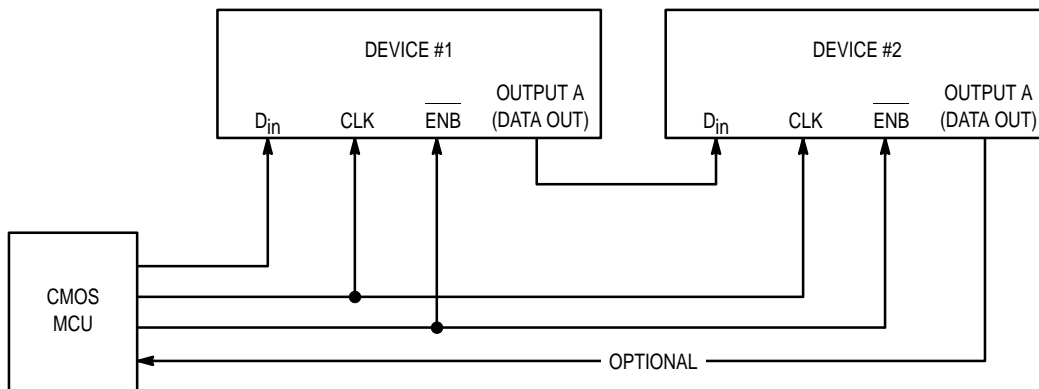 DEVICE #1
DEVICE #2
OUTPUT A
(DATA OUT)
Din
CLK
ENB
OUTPUT A
(DATA OUT)
Din
CLK
ENB
CMOS
MCU
OPTIONAL